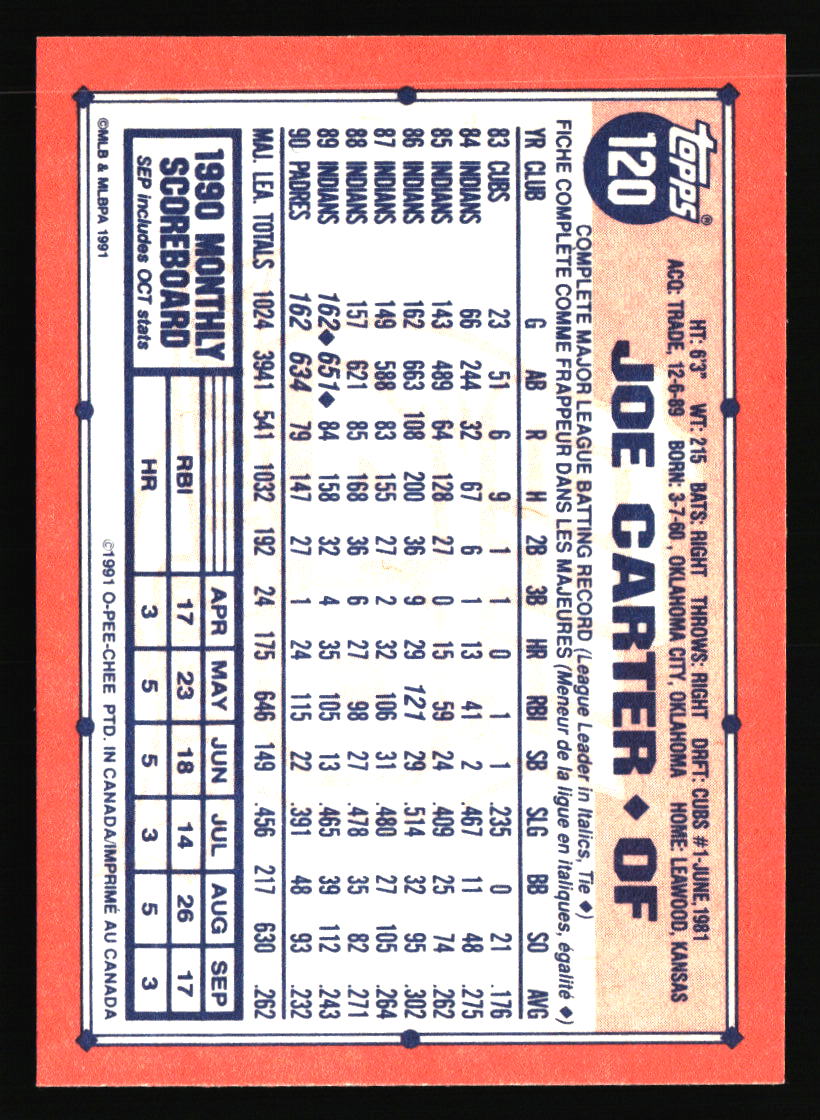 topps®
120
HT: 6'3" WT: 215 BATS: RIGHT THROWS: RIGHT DRFT: CUBS #1-JUNE, 1981
ACQ: TRADE, 12-6-89 BORN: 3-7-60, OKLAHOMA CITY, OKLAHOMA HOME: LEAWOOD, KANSAS
JOE CARTER ♦ OF
COMPLETE MAJOR LEAGUE BATTING RECORD (League Leader in Italics, Tie ♦)
FICHE COMPLÈTE COMME FRAPPEUR DANS LES MAJEURES (Meneur de la ligue en italiques, égalité ♦)
YR CLUB G AB R H 2B 3B HR RBI SB SLG BB SO AVG
83 CUBS 23 51 6 9 1 1 0 1 1 .235 0 21 .176
84 INDIANS 66 244 32 67 6 1 13 41 2 .467 11 48 .275
85 INDIANS 143 489 64 128 27 0 15 59 24 .409 25 74 .262
86 INDIANS 162 663 108 200 36 9 29 121 29 .514 32 95 .302
87 INDIANS 149 588 83 155 27 2 32 106 31 .480 27 105 .264
88 INDIANS 157 621 85 168 36 6 27 98 27 .478 35 82 .271
89 INDIANS 162♦ 651♦ 84 158 32 4 35 105 13 .465 39 112 .243
90 PADRES 162 634 79 147 27 1 24 115 22 .391 48 93 .232
MAJ. LEA. TOTALS 1024 3941 541 1032 192 24 175 646 149 .456 217 630 .262
1990 MONTHLY
SCOREBOARD
SEP includes OCT stats
APR MAY JUN JUL AUG SEP
RBI 17 23 18 14 26 17
HR 3 5 5 3 5 3
©MLB & MLBPA 1991
©1991 O-PEE-CHEE PTD. IN CANADA/IMPRIMÉ AU CANADA